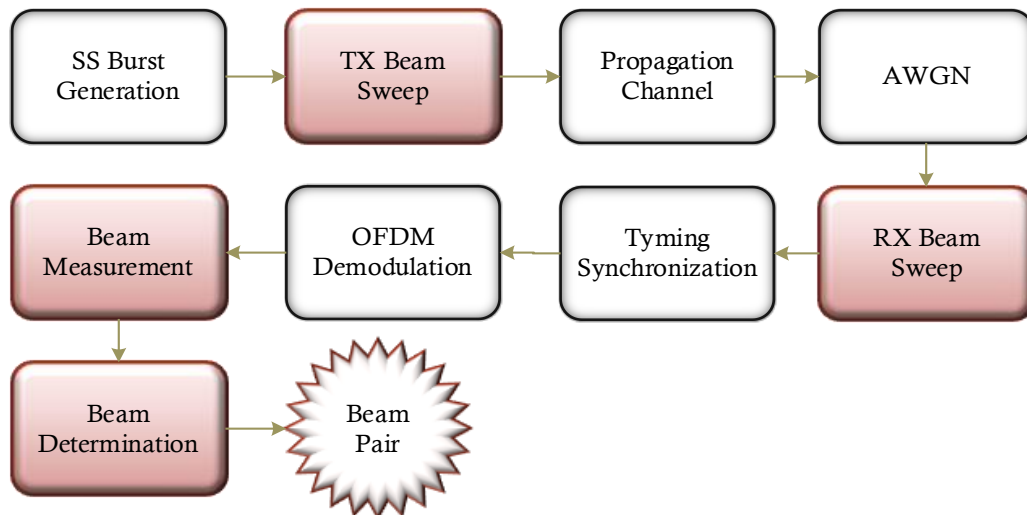 SS Burst
Generation
TX Beam
Sweep
Propagation
Channel
AWGN
RX Beam
Sweep
Tyming
Synchronization
OFDM
Demodulation
Beam
Measurement
Beam
Determination
Beam
Pair